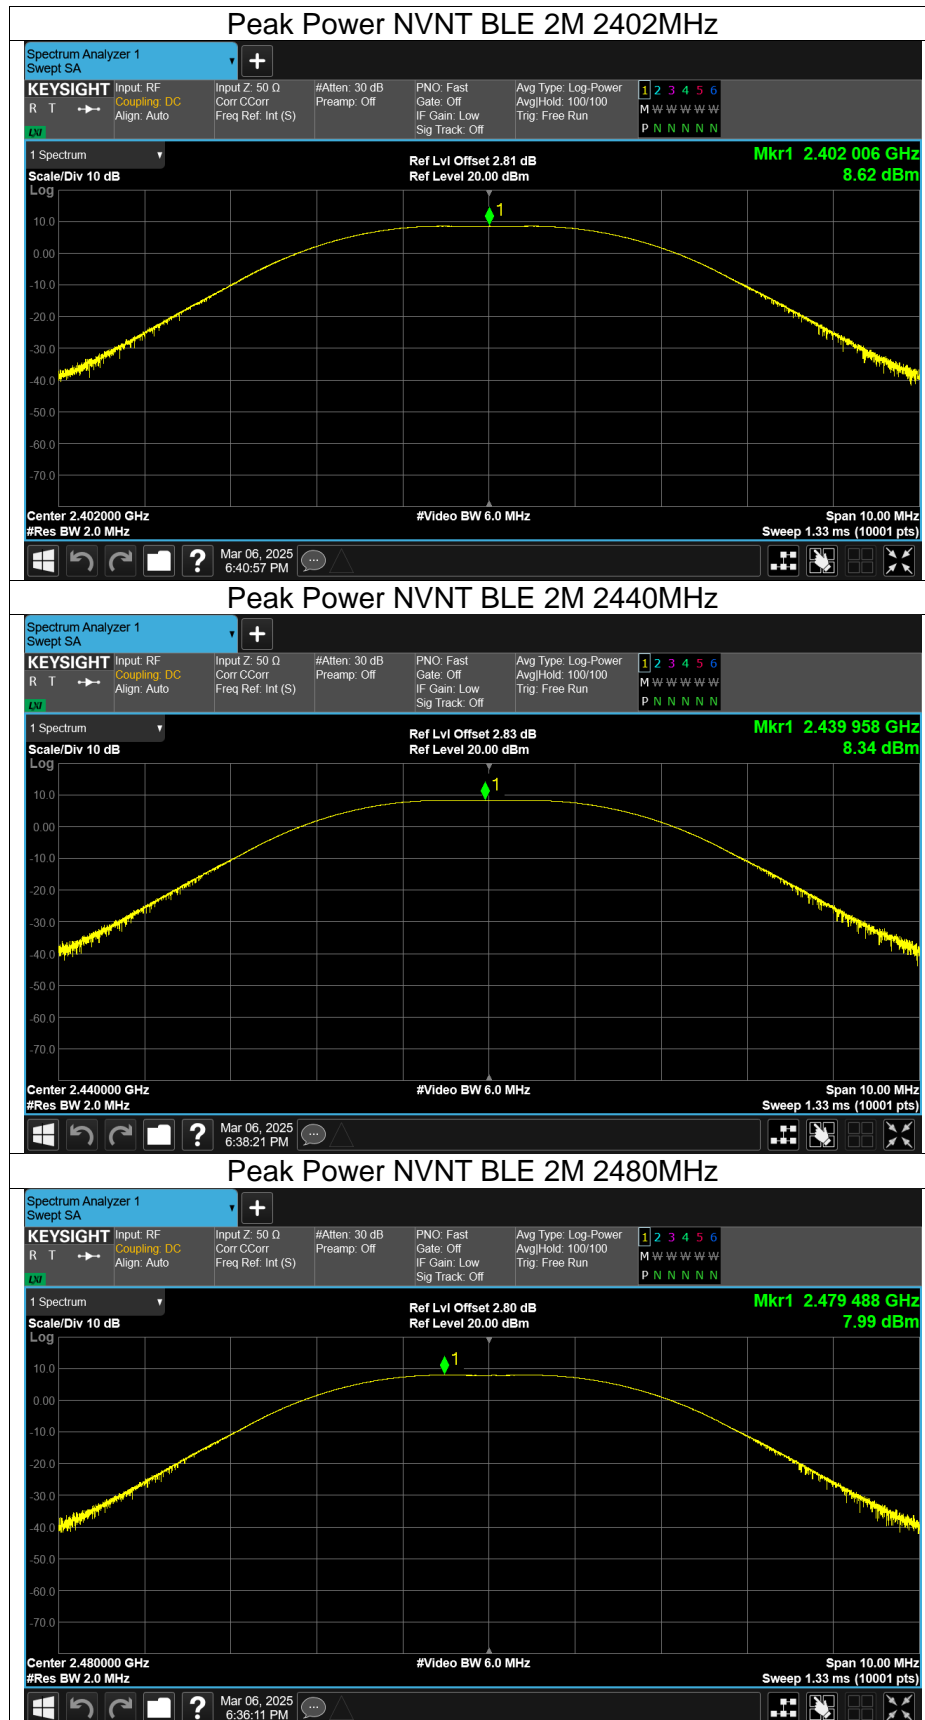 Peak Power NVNT BLE 2M 2402MHz
Spectrum Analyzer 1
Swept SA
+
KEYSIGHT
R T
LXI
Input: RF
Coupling: DC
Align: Auto
Input Z: 50 Ω
Corr CCorr
Freq Ref: Int (S)
#Atten: 30 dB
Preamp: Off
PNO: Fast
Gate: Off
IF Gain: Low
Sig Track: Off
Avg Type: Log-Power
Avg|Hold: 100/100
Trig: Free Run
1 2 3 4 5 6
M W W W W W
P N N N N N
1 Spectrum
Scale/Div 10 dB
Log
Ref Lvl Offset 2.81 dB
Ref Level 20.00 dBm
Mkr1 2.402 006 GHz
8.62 dBm
1
10.0
0.00
-10.0
-20.0
-30.0
-40.0
-50.0
-60.0
-70.0
Center 2.402000 GHz
#Res BW 2.0 MHz
#Video BW 6.0 MHz
Span 10.00 MHz
Sweep 1.33 ms (10001 pts)
?
Mar 06, 2025
6:40:57 PM
Peak Power NVNT BLE 2M 2440MHz
Spectrum Analyzer 1
Swept SA
+
KEYSIGHT
R T
LXI
Input: RF
Coupling: DC
Align: Auto
Input Z: 50 Ω
Corr CCorr
Freq Ref: Int (S)
#Atten: 30 dB
Preamp: Off
PNO: Fast
Gate: Off
IF Gain: Low
Sig Track: Off
Avg Type: Log-Power
Avg|Hold: 100/100
Trig: Free Run
1 2 3 4 5 6
M W W W W W
P N N N N N
1 Spectrum
Scale/Div 10 dB
Log
Ref Lvl Offset 2.83 dB
Ref Level 20.00 dBm
Mkr1 2.439 958 GHz
8.34 dBm
1
10.0
0.00
-10.0
-20.0
-30.0
-40.0
-50.0
-60.0
-70.0
Center 2.440000 GHz
#Res BW 2.0 MHz
#Video BW 6.0 MHz
Span 10.00 MHz
Sweep 1.33 ms (10001 pts)
?
Mar 06, 2025
6:38:21 PM
Peak Power NVNT BLE 2M 2480MHz
Spectrum Analyzer 1
Swept SA
+
KEYSIGHT
R T
LXI
Input: RF
Coupling: DC
Align: Auto
Input Z: 50 Ω
Corr CCorr
Freq Ref: Int (S)
#Atten: 30 dB
Preamp: Off
PNO: Fast
Gate: Off
IF Gain: Low
Sig Track: Off
Avg Type: Log-Power
Avg|Hold: 100/100
Trig: Free Run
1 2 3 4 5 6
M W W W W W
P N N N N N
1 Spectrum
Scale/Div 10 dB
Log
Ref Lvl Offset 2.80 dB
Ref Level 20.00 dBm
Mkr1 2.479 488 GHz
7.99 dBm
1
10.0
0.00
-10.0
-20.0
-30.0
-40.0
-50.0
-60.0
-70.0
Center 2.480000 GHz
#Res BW 2.0 MHz
#Video BW 6.0 MHz
Span 10.00 MHz
Sweep 1.33 ms (10001 pts)
?
Mar 06, 2025
6:36:11 PM